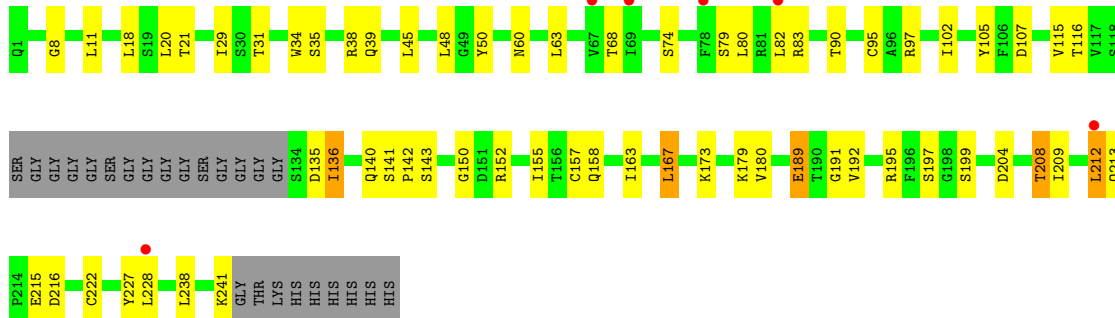 Q1 G8 L11 L18 S19 L20 T21 I29 S30 T31 W34 S35 R38 Q39 L45 L48 G49 Y50 N60 L63 V67 T68 I69 S74 F78 S79 L80 R81 L82 R83 T90 C95 A96 R97 I102 Y105 F106 D107 V115 T116 V117 S118
SER GLY GLY GLY GLY SER GLY GLY GLY GLY SER GLY GLY GLY GLY S134 D135 I136 Q140 S141 P142 S143 G150 D151 R152 I155 T156 C157 Q158 I163 L167 K173 K179 V180 E189 T190 G191 V192 R195 F196 S197 G198 S199 D204 T208 I209 L212
P214 E215 D216 C222 Y227 L228 L238 K241 GLY THR LYS HIS HIS HIS HIS HIS HIS